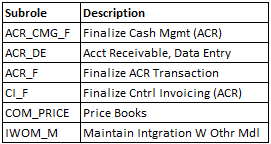 Subrole Description
ACR_CMG_F Finalize Cash Mgmt (ACR)
ACR_DE Acct Receivable, Data Entry
ACR_F Finalize ACR Transaction
CI_F Finalize Cntrl Invoicing (ACR)
COM_PRICE Price Books
IWOM_M Maintain Intgration W Othr Mdl